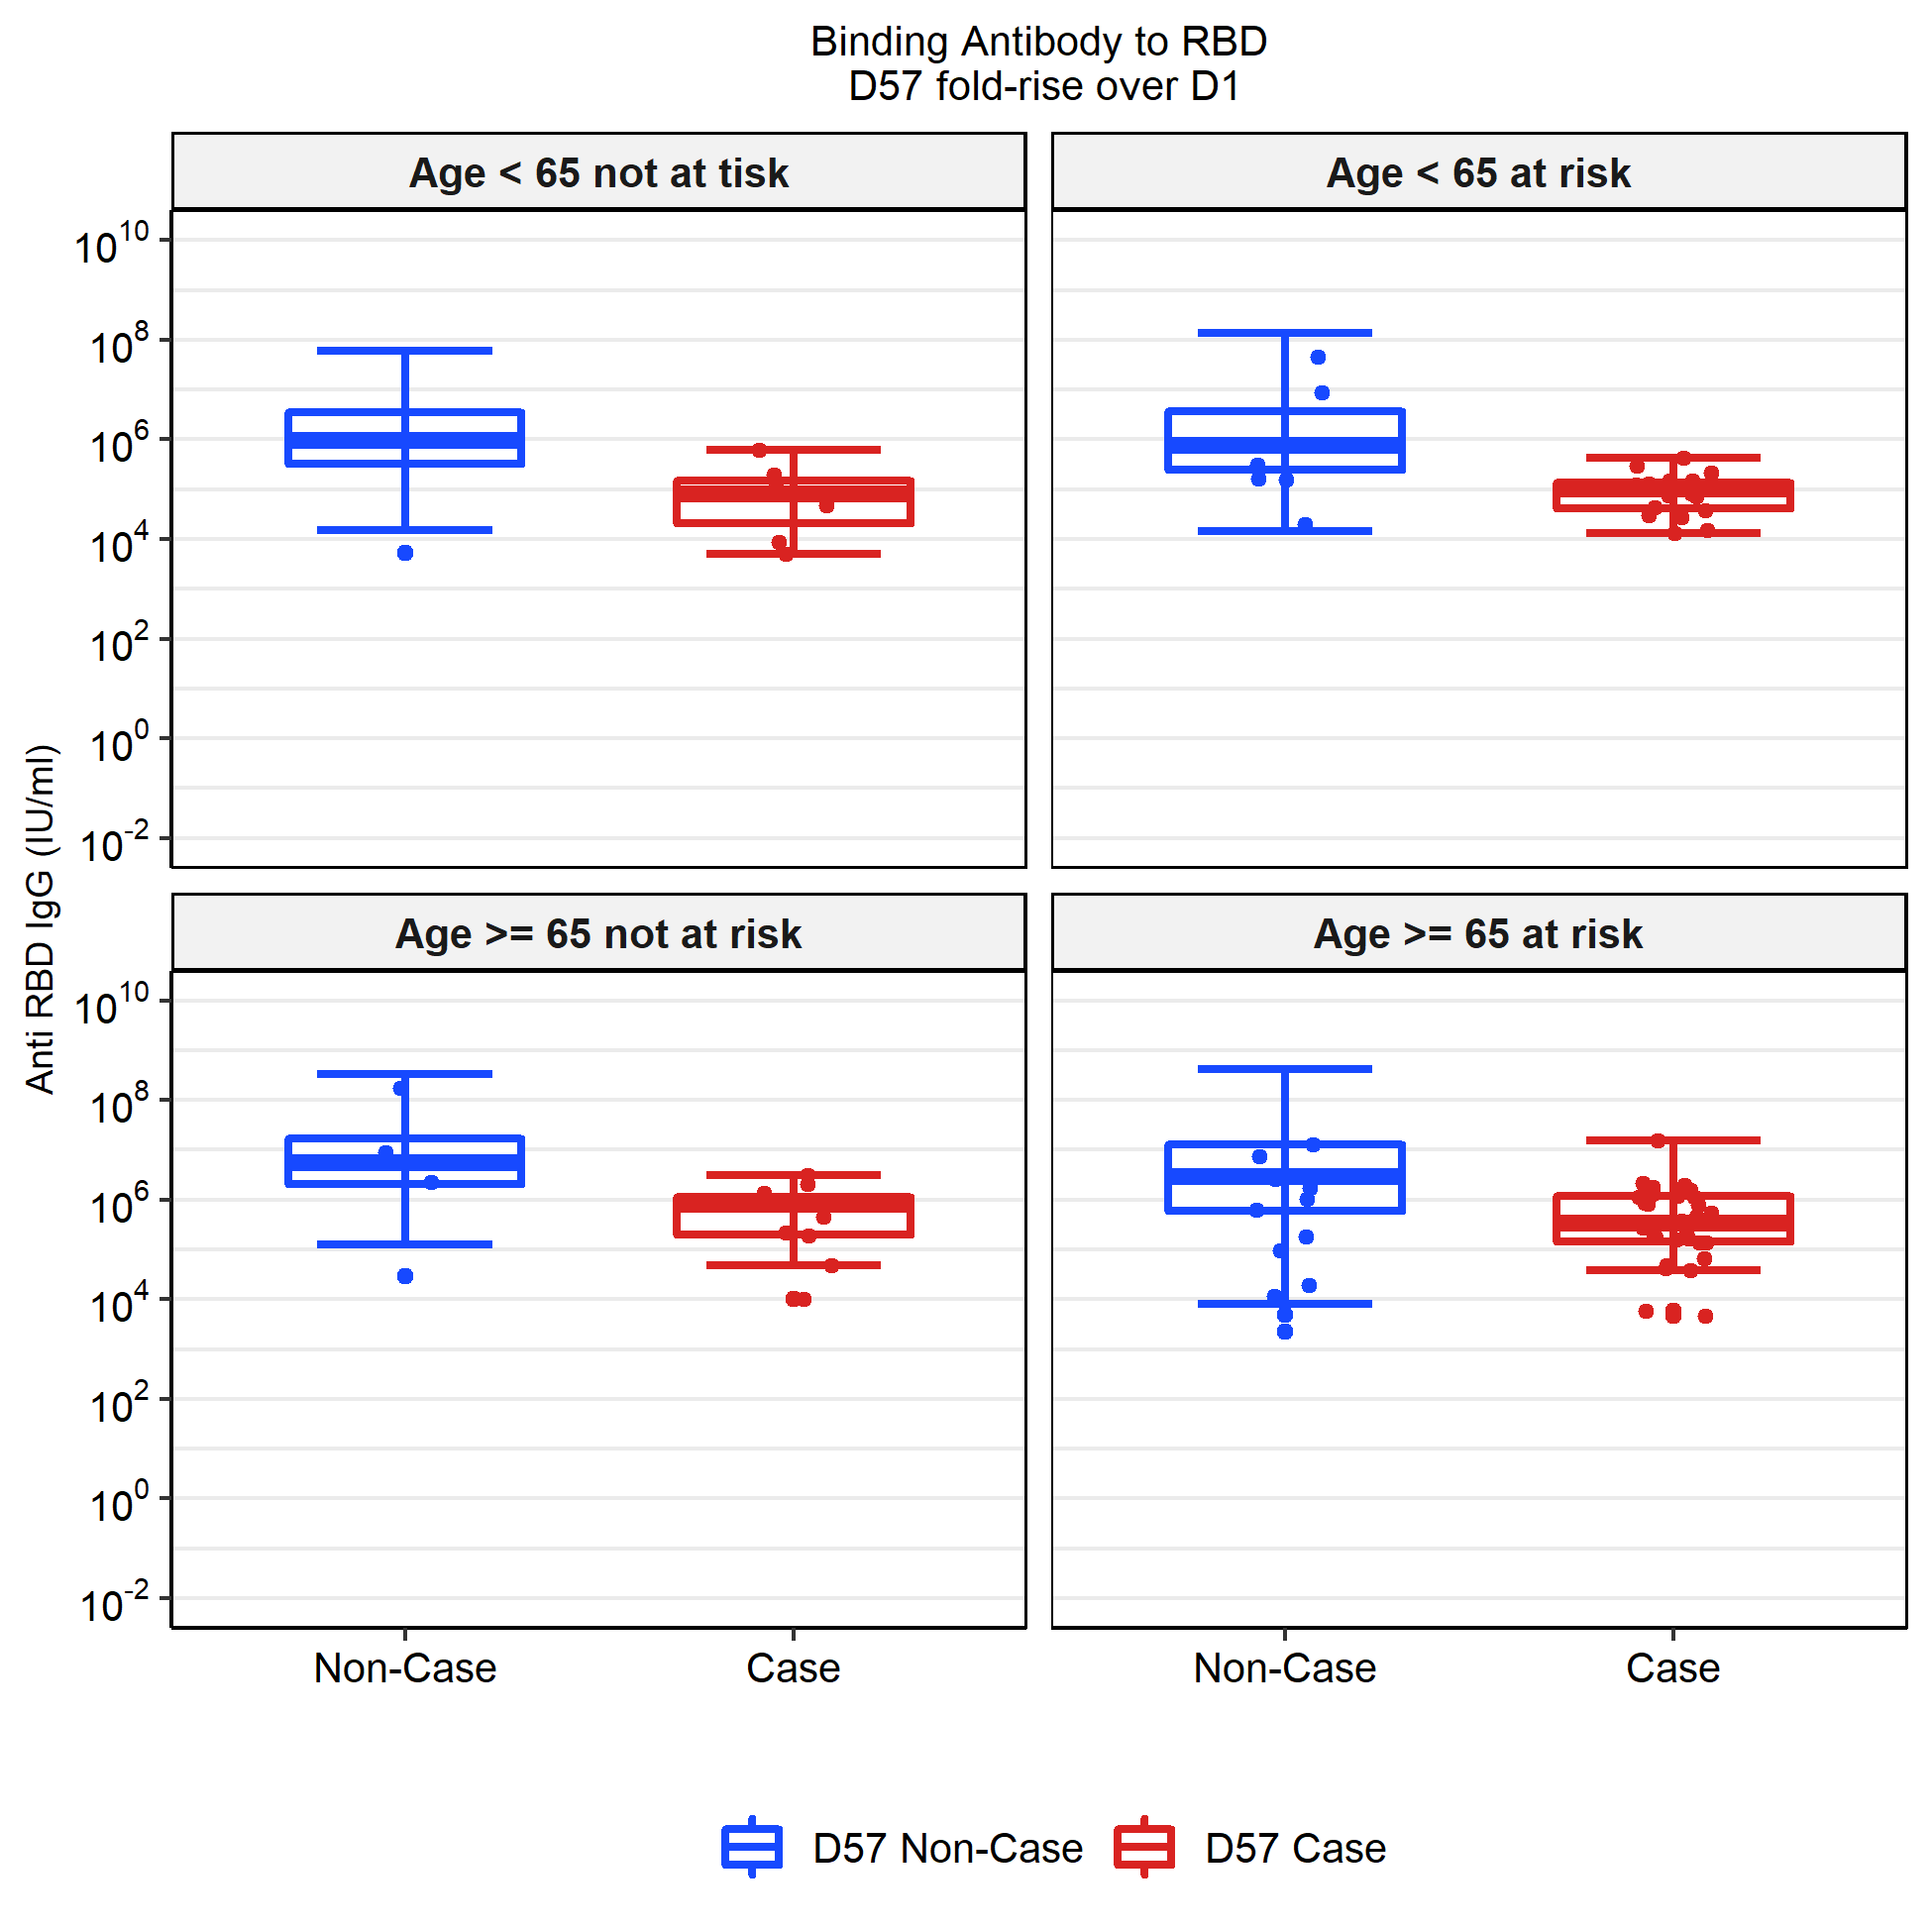 Binding Antibody to RBD
D57 fold-rise over D1
Age < 65 not at tisk
Age < 65 at risk
10^10
10^8
10^6
10^4
10^2
10^0
10^-2
Anti RBD IgG (IU/ml)
Age >= 65 not at risk
Age >= 65 at risk
10^10
10^8
10^6
10^4
10^2
10^0
10^-2
Non-Case
Case
Non-Case
Case
D57 Non-Case
D57 Case